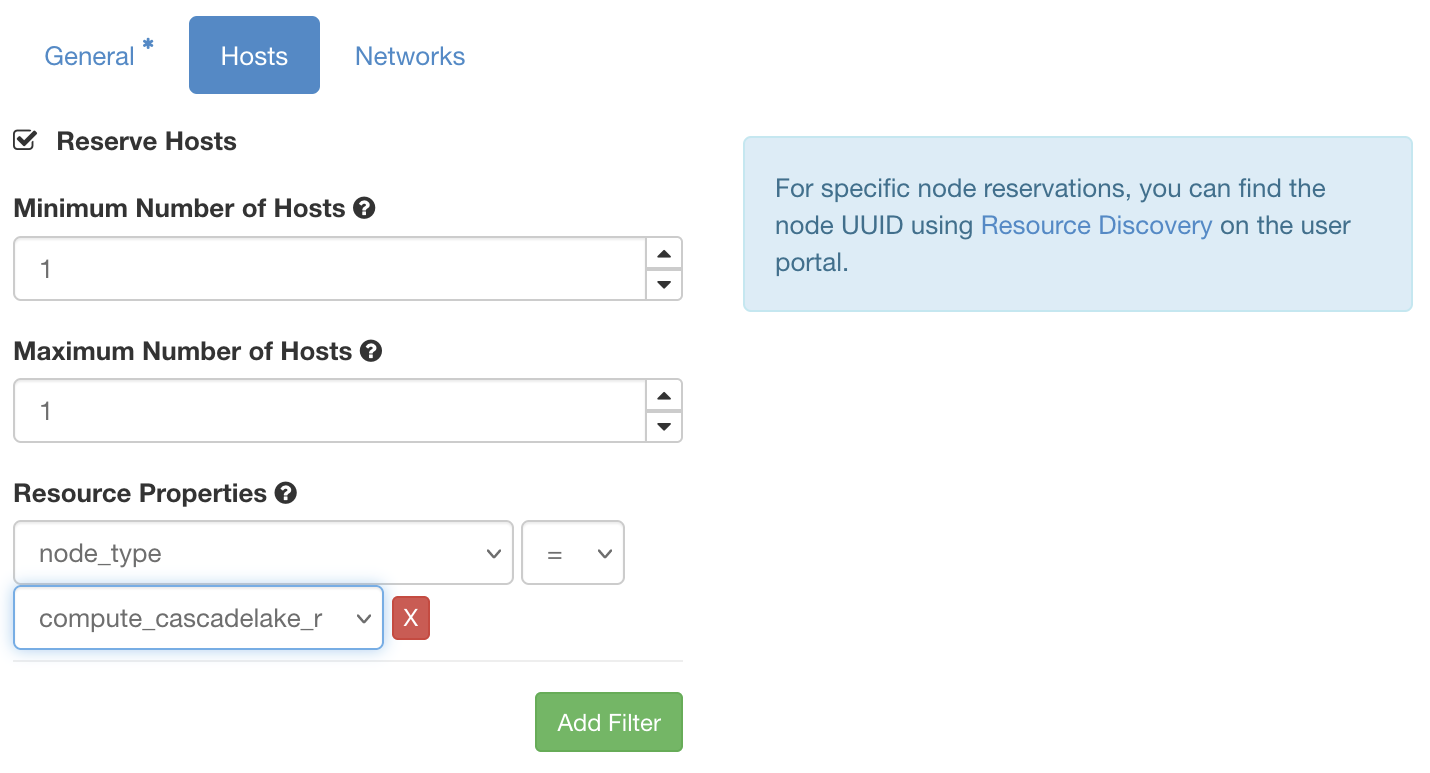 General *
Hosts
Networks
Reserve Hosts
Minimum Number of Hosts
1
Maximum Number of Hosts
1
Resource Properties
node_type
=
compute_cascadelake_r
X
Add Filter
For specific node reservations, you can find the
node UUID using Resource Discovery on the user
portal.